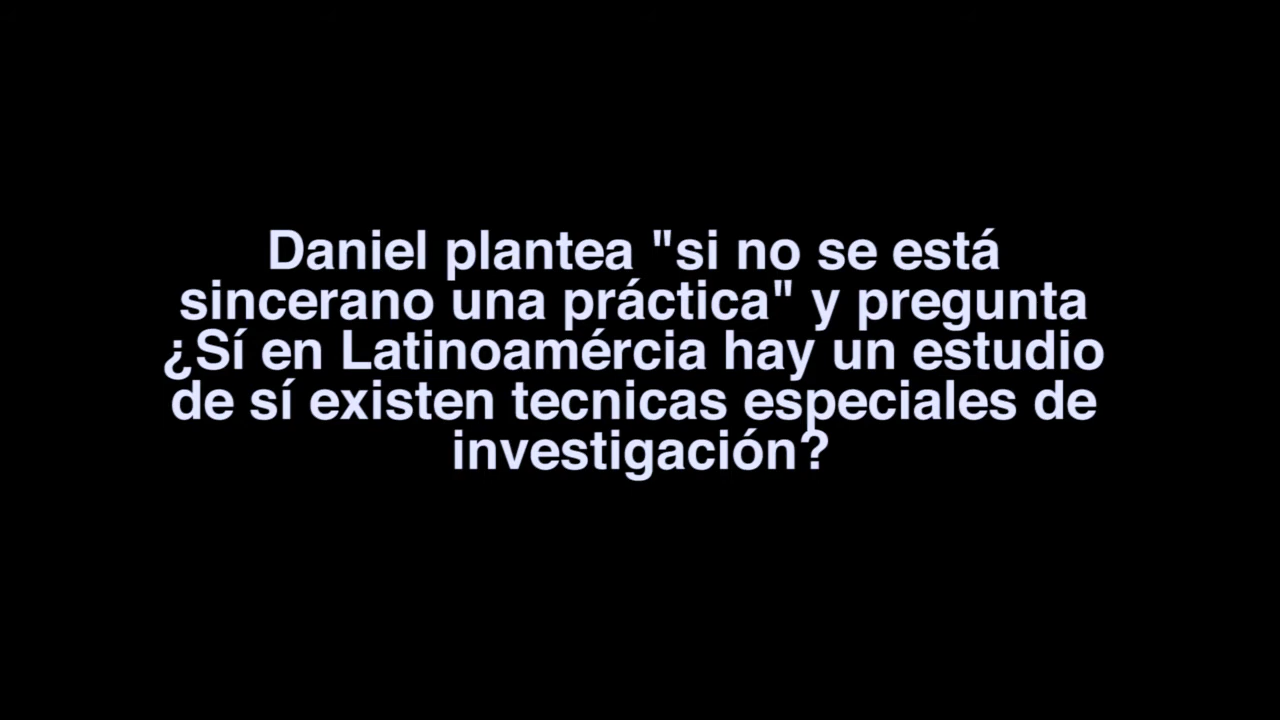 Daniel plantea "si no se está
sincerano una práctica" y pregunta
¿Sí en Latinoamércia hay un estudio
de sí existen tecnicas especiales de
investigación?